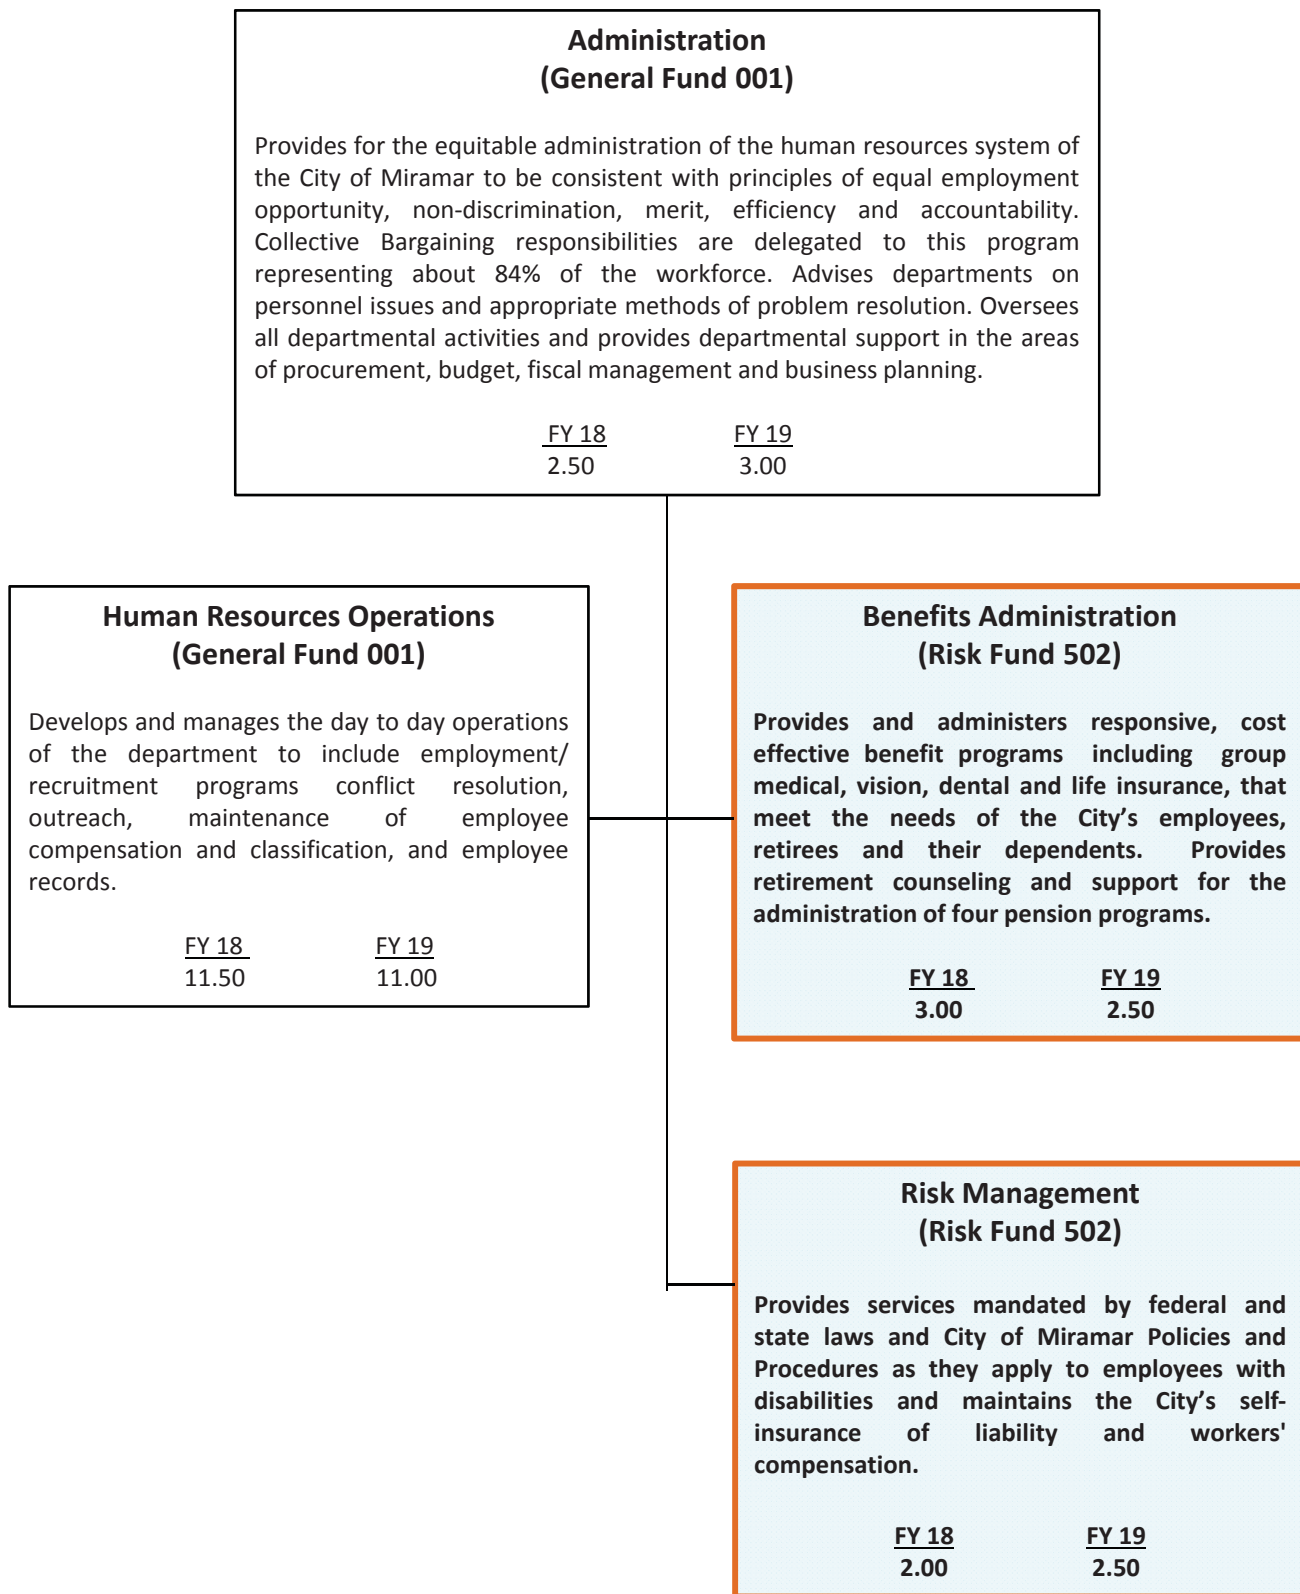 Administration
(General Fund 001)
Provides for the equitable administration of the human resources system of
the City of Miramar to be consistent with principles of equal employment
opportunity, non-discrimination, merit, efficiency and accountability.
Collective Bargaining responsibilities are delegated to this program
representing about 84% of the workforce. Advises departments on
personnel issues and appropriate methods of problem resolution. Oversees
all departmental activities and provides departmental support in the areas
of procurement, budget, fiscal management and business planning.
FY 18 FY 19
2.50 3.00
Human Resources Operations
(General Fund 001)
Develops and manages the day to day operations
of the department to include employment/
recruitment programs conflict resolution,
outreach, maintenance of employee
compensation and classification, and employee
records.
FY 18 FY 19
11.50 11.00
Benefits Administration
(Risk Fund 502)
Provides and administers responsive, cost
effective benefit programs including group
medical, vision, dental and life insurance, that
meet the needs of the City’s employees,
retirees and their dependents. Provides
retirement counseling and support for the
administration of four pension programs.
FY 18 FY 19
3.00 2.50
Risk Management
(Risk Fund 502)
Provides services mandated by federal and
state laws and City of Miramar Policies and
Procedures as they apply to employees with
disabilities and maintains the City’s self-
insurance of liability and workers'
compensation.
FY 18 FY 19
2.00 2.50